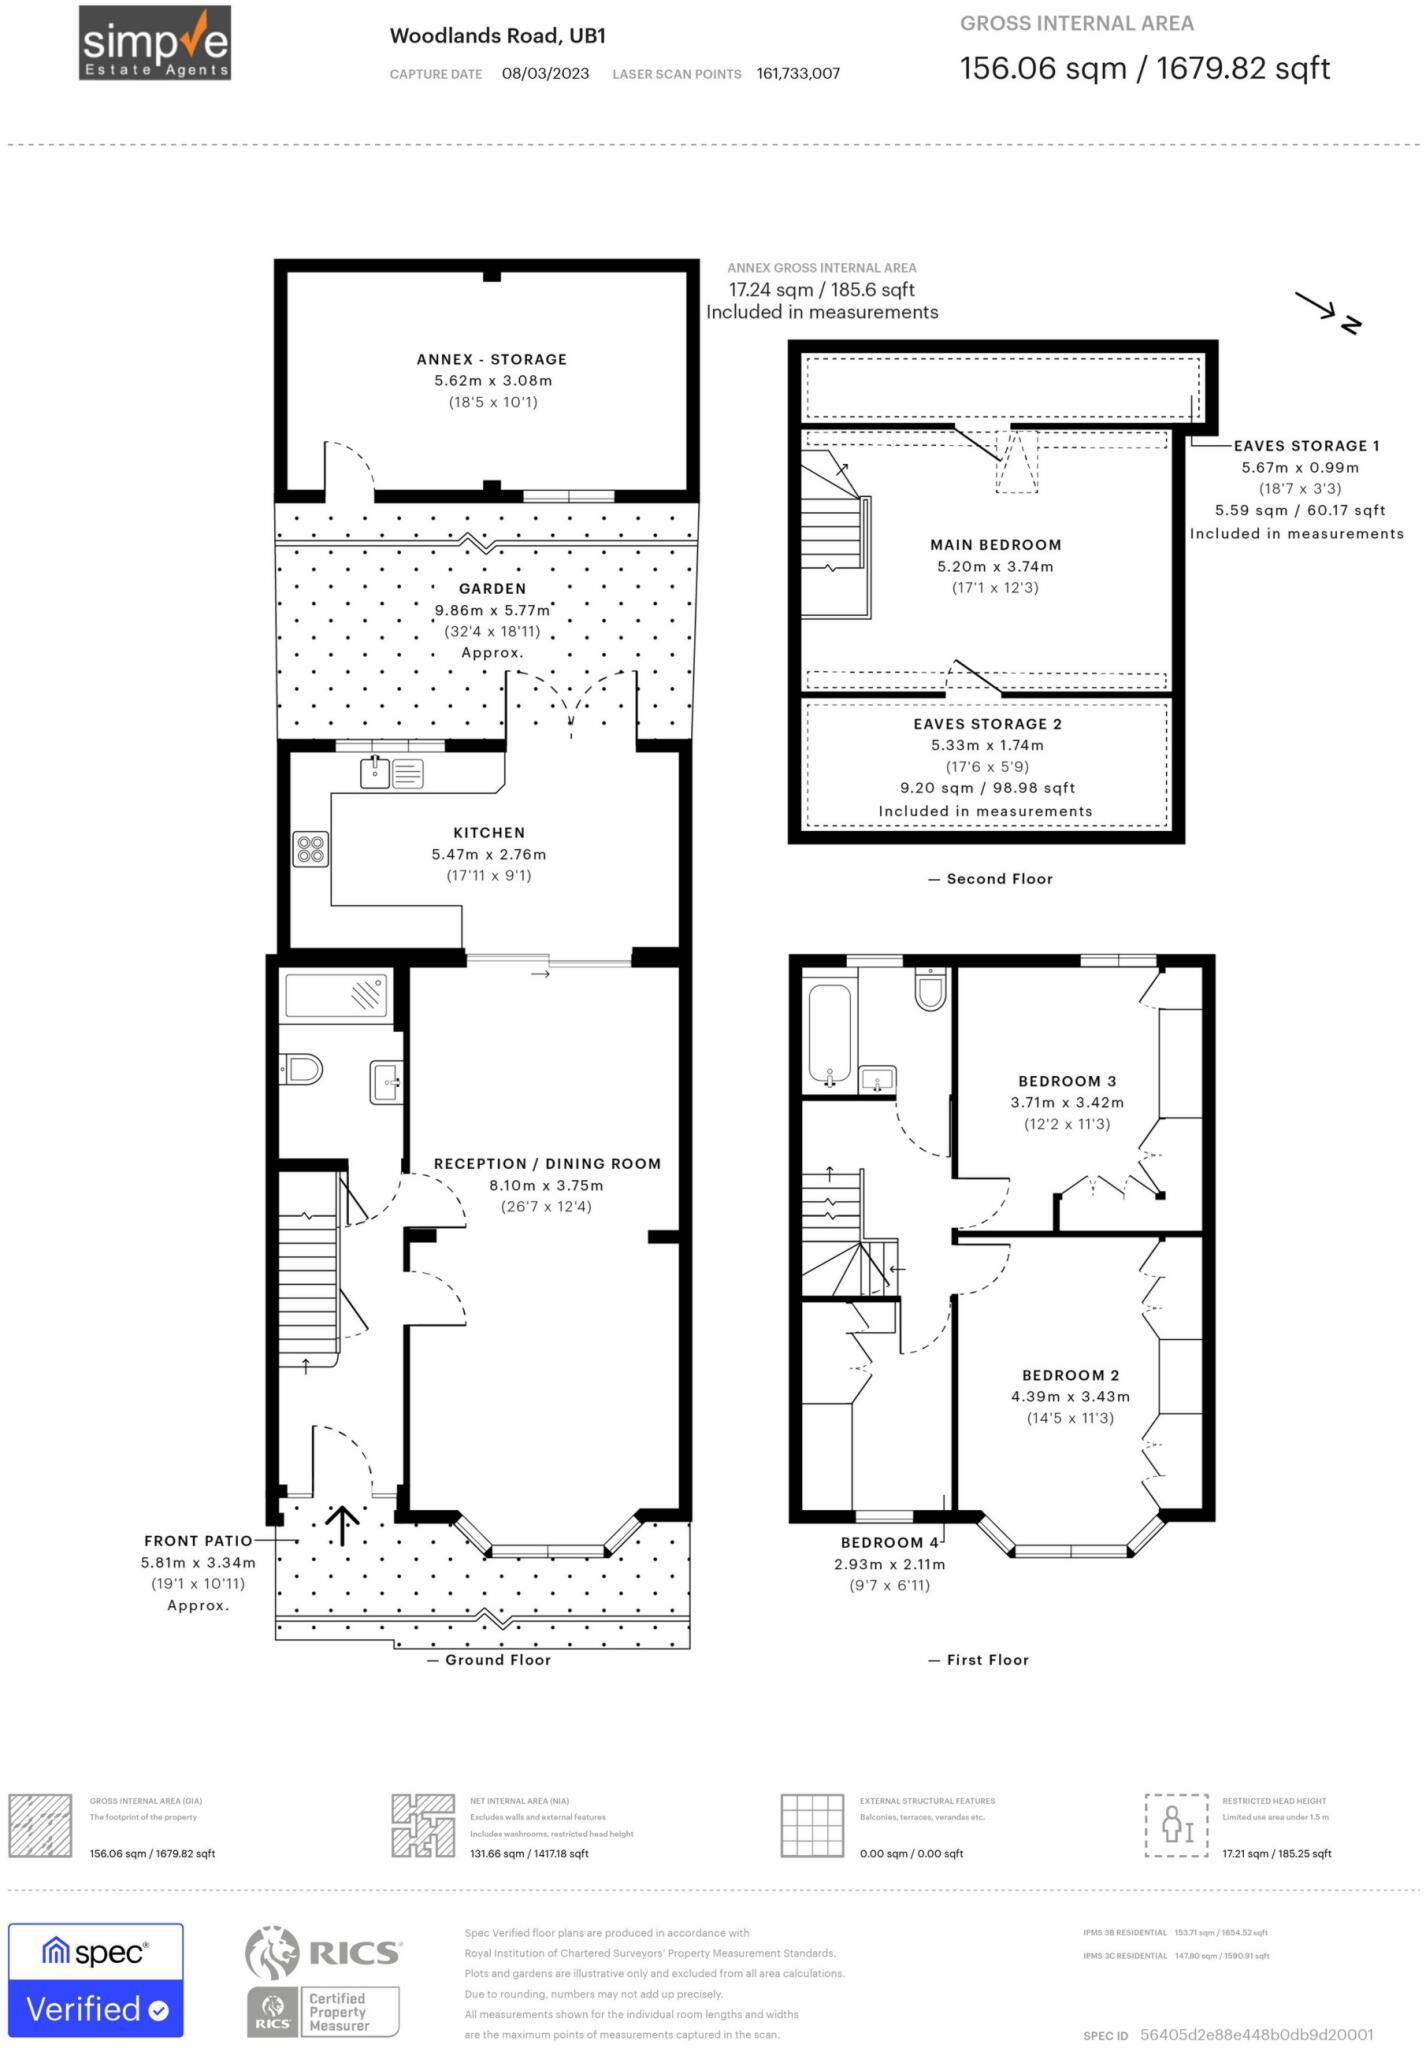 simpve
Estate Agents
Woodlands Road, UB1
CAPTURE DATE 08/03/2023 LASER SCAN POINTS 161,733,007
GROSS INTERNAL AREA
156.06 sqm / 1679.82 sqft
ANNEX GROSS INTERNAL AREA
17.24 sqm / 185.6 sqft
Included in measurements
N
ANNEX - STORAGE
5.62m x 3.08m
(18'5 x 10'1)
GARDEN
9.86m x 5.77m
(32'4 x 18'11)
Approx.
KITCHEN
5.47m x 2.76m
(17'11 x 9'1)
RECEPTION / DINING ROOM
8.10m x 3.75m
(26'7 x 12'4)
FRONT PATIO
5.81m x 3.34m
(19'1 x 10'11)
Approx.
— Ground Floor
EAVES STORAGE 1
5.67m x 0.99m
(18'7 x 3'3)
5.59 sqm / 60.17 sqft
Included in measurements
MAIN BEDROOM
5.20m x 3.74m
(17'1 x 12'3)
EAVES STORAGE 2
5.33m x 1.74m
(17'6 x 5'9)
9.20 sqm / 98.98 sqft
Included in measurements
— Second Floor
BEDROOM 3
3.71m x 3.42m
(12'2 x 11'3)
BEDROOM 2
4.39m x 3.43m
(14'5 x 11'3)
BEDROOM 4
2.93m x 2.11m
(9'7 x 6'11)
— First Floor
GROSS INTERNAL AREA (GIA)
The footprint of the property
156.06 sqm / 1679.82 sqft
NET INTERNAL AREA (NIA)
Excludes walls and external features
Includes washrooms, restricted head height
131.66 sqm / 1417.18 sqft
EXTERNAL STRUCTURAL FEATURES
Balconies, terraces, verandas etc.
0.00 sqm / 0.00 sqft
RESTRICTED HEAD HEIGHT
Limited use area under 1.5 m
17.21 sqm / 185.25 sqft
spec®
Verified
RICS®
RICS
Certified
Property
Measurer
Spec Verified floor plans are produced in accordance with
Royal Institution of Chartered Surveyors' Property Measurement Standards.
Plots and gardens are illustrative only and excluded from all area calculations.
Due to rounding, numbers may not add up precisely.
All measurements shown for the individual room lengths and widths
are the maximum points of measurements captured in the scan.
IPMS 3B RESIDENTIAL 153.71 sqm / 1654.52 sqft
IPMS 3C RESIDENTIAL 147.80 sqm / 1590.91 sqft
SPEC ID 56405d2e88e448b0db9d20001